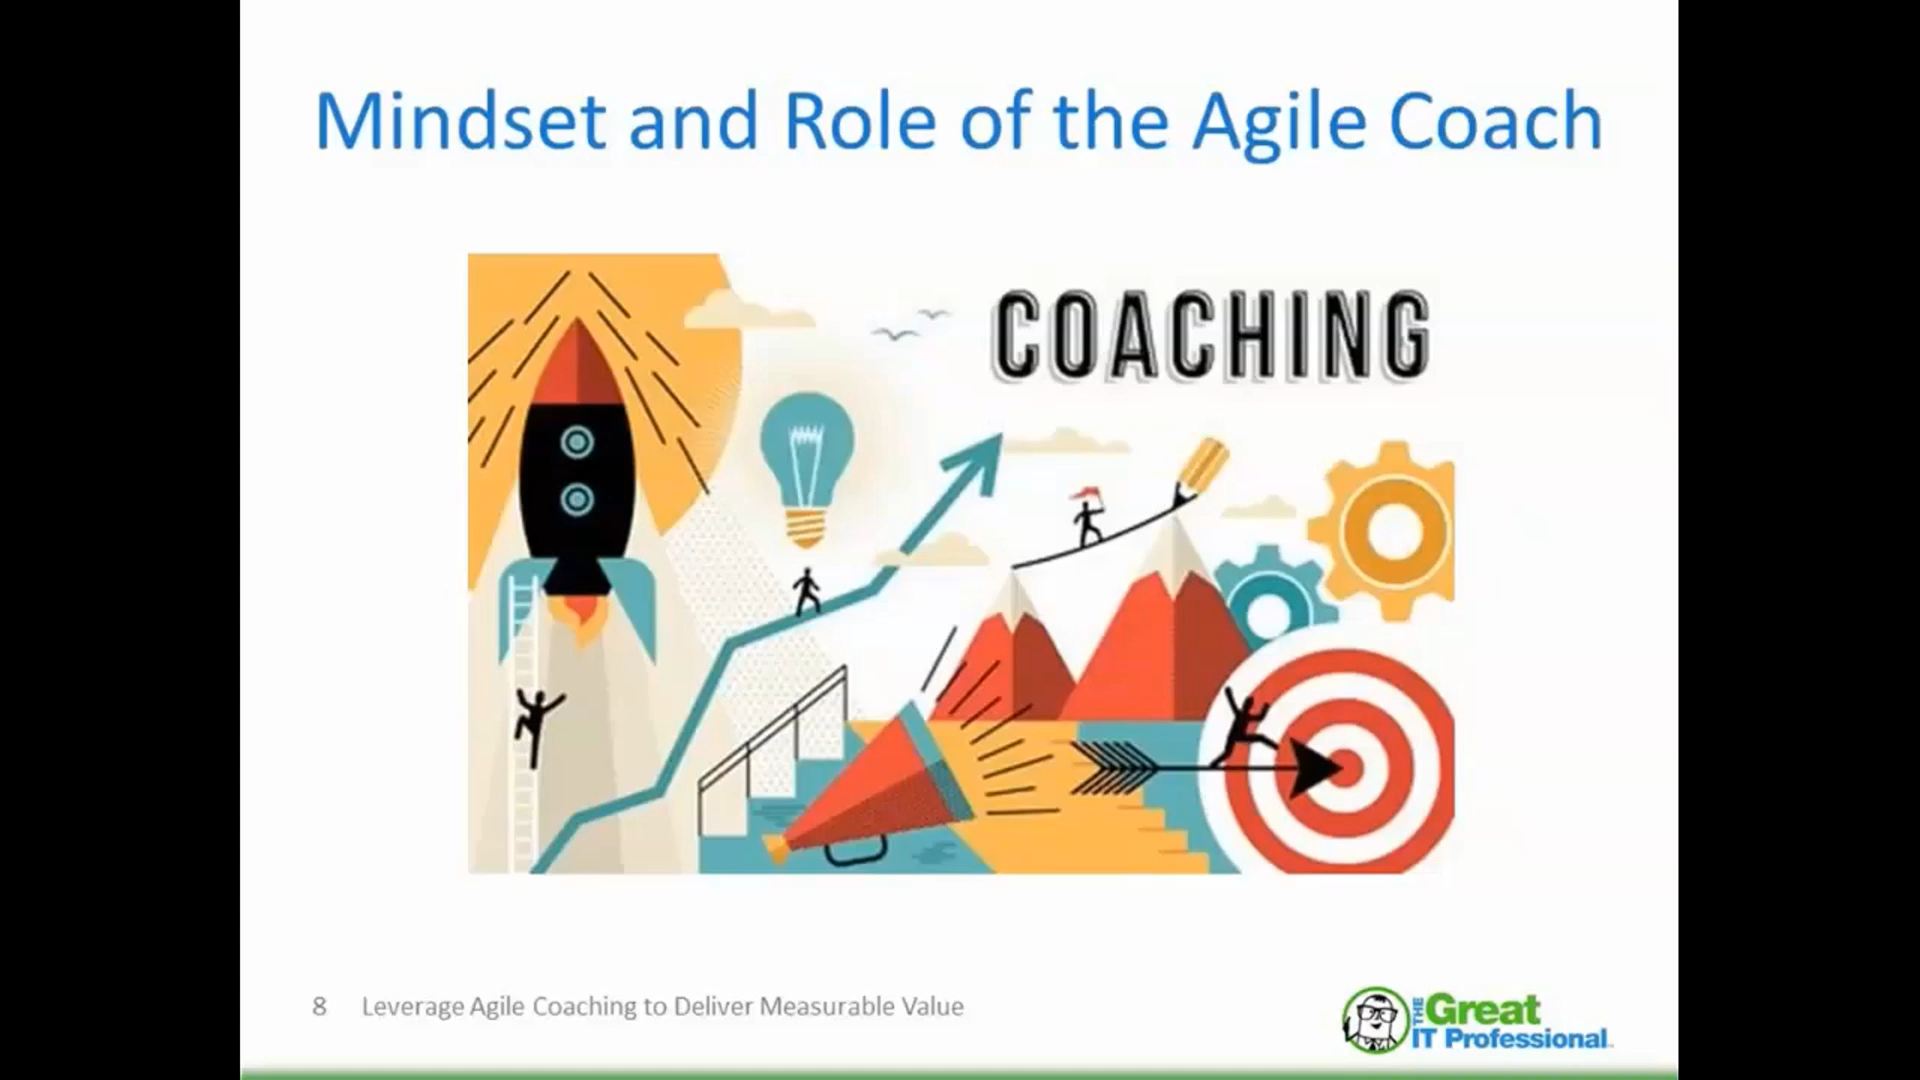 Mindset and Role of the Agile Coach
COACHING
8 Leverage Agile Coaching to Deliver Measurable Value
THE Great
IT Professional